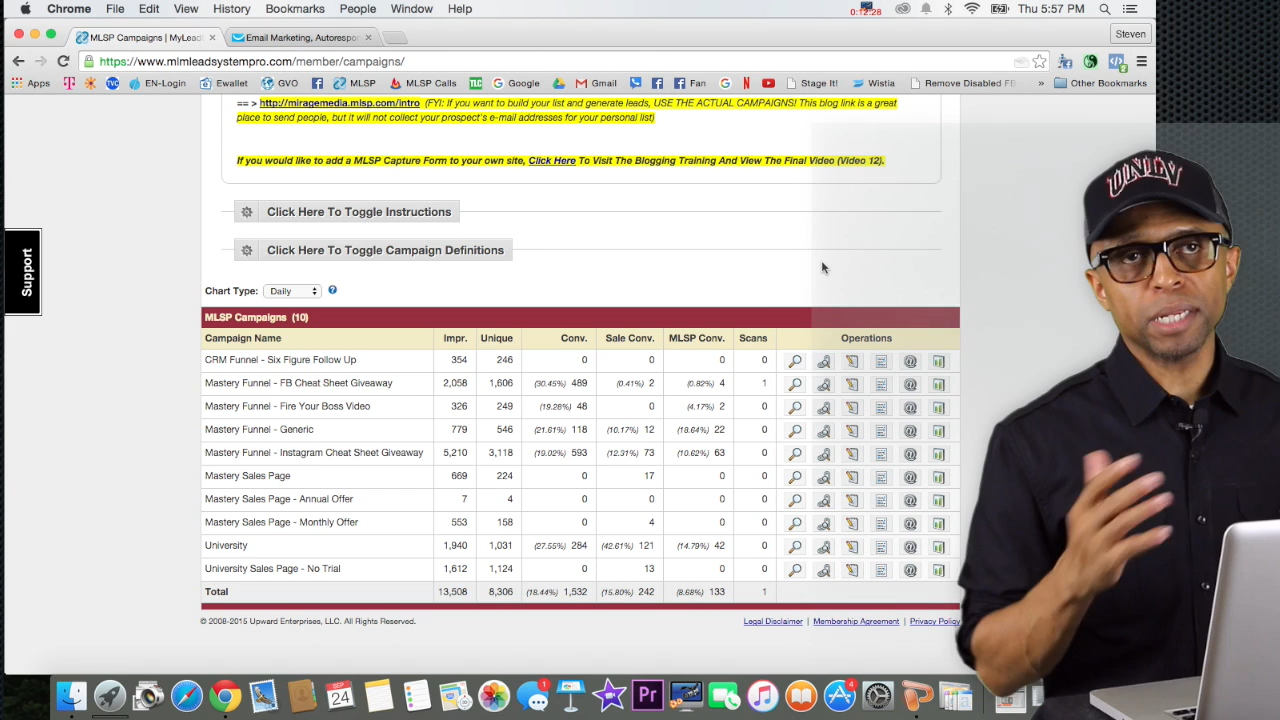 Chrome File Edit View History Bookmarks People Window Help 0:12:28 Thu 5:57 PM
MLSP Campaigns | MyLead
Email Marketing, Autorespon
Steven
https://www.mlmleadsystempro.com/member/campaigns/
Apps EN-Login Ewallet GVO MLSP MLSP Calls TLC Google Gmail Fan Stage It! Wistia Remove Disabled FB » Other Bookmarks
== > http://miragemedia.mlsp.com/intro (FYI: If you want to build your list and generate leads, USE THE ACTUAL CAMPAIGNS! This blog link is a great
place to send people, but it will not collect your prospect's e-mail addresses for your personal list)
If you would like to add a MLSP Capture Form to your own site, Click Here To Visit The Blogging Training And View The Final Video (Video 12).
Click Here To Toggle Instructions
Click Here To Toggle Campaign Definitions
Support
Chart Type: Daily
MLSP Campaigns (10)
Campaign Name Impr. Unique Conv. Sale Conv. MLSP Conv. Scans Operations
CRM Funnel - Six Figure Follow Up 354 246 0 0 0 0
Mastery Funnel - FB Cheat Sheet Giveaway 2,058 1,606 (30.45%) 489 (0.41%) 2 (0.82%) 4 1
Mastery Funnel - Fire Your Boss Video 326 249 (19.28%) 48 0 (4.17%) 2 0
Mastery Funnel - Generic 779 546 (21.61%) 118 (10.17%) 12 (18.64%) 22 0
Mastery Funnel - Instagram Cheat Sheet Giveaway 5,210 3,118 (19.02%) 593 (12.31%) 73 (10.62%) 63 0
Mastery Sales Page 669 224 0 17 0 0
Mastery Sales Page - Annual Offer 7 4 0 0 0 0
Mastery Sales Page - Monthly Offer 553 158 0 4 0 0
University 1,940 1,031 (27.55%) 284 (42.61%) 121 (14.79%) 42 0
University Sales Page - No Trial 1,612 1,124 0 13 0 0
Total 13,508 8,306 (18.44%) 1,532 (15.80%) 242 (8.68%) 133 1
© 2008-2015 Upward Enterprises, LLC. All Rights Reserved. Legal Disclaimer | Membership Agreement | Privacy Policy
UNLV
SEP
24
1
Pr
4